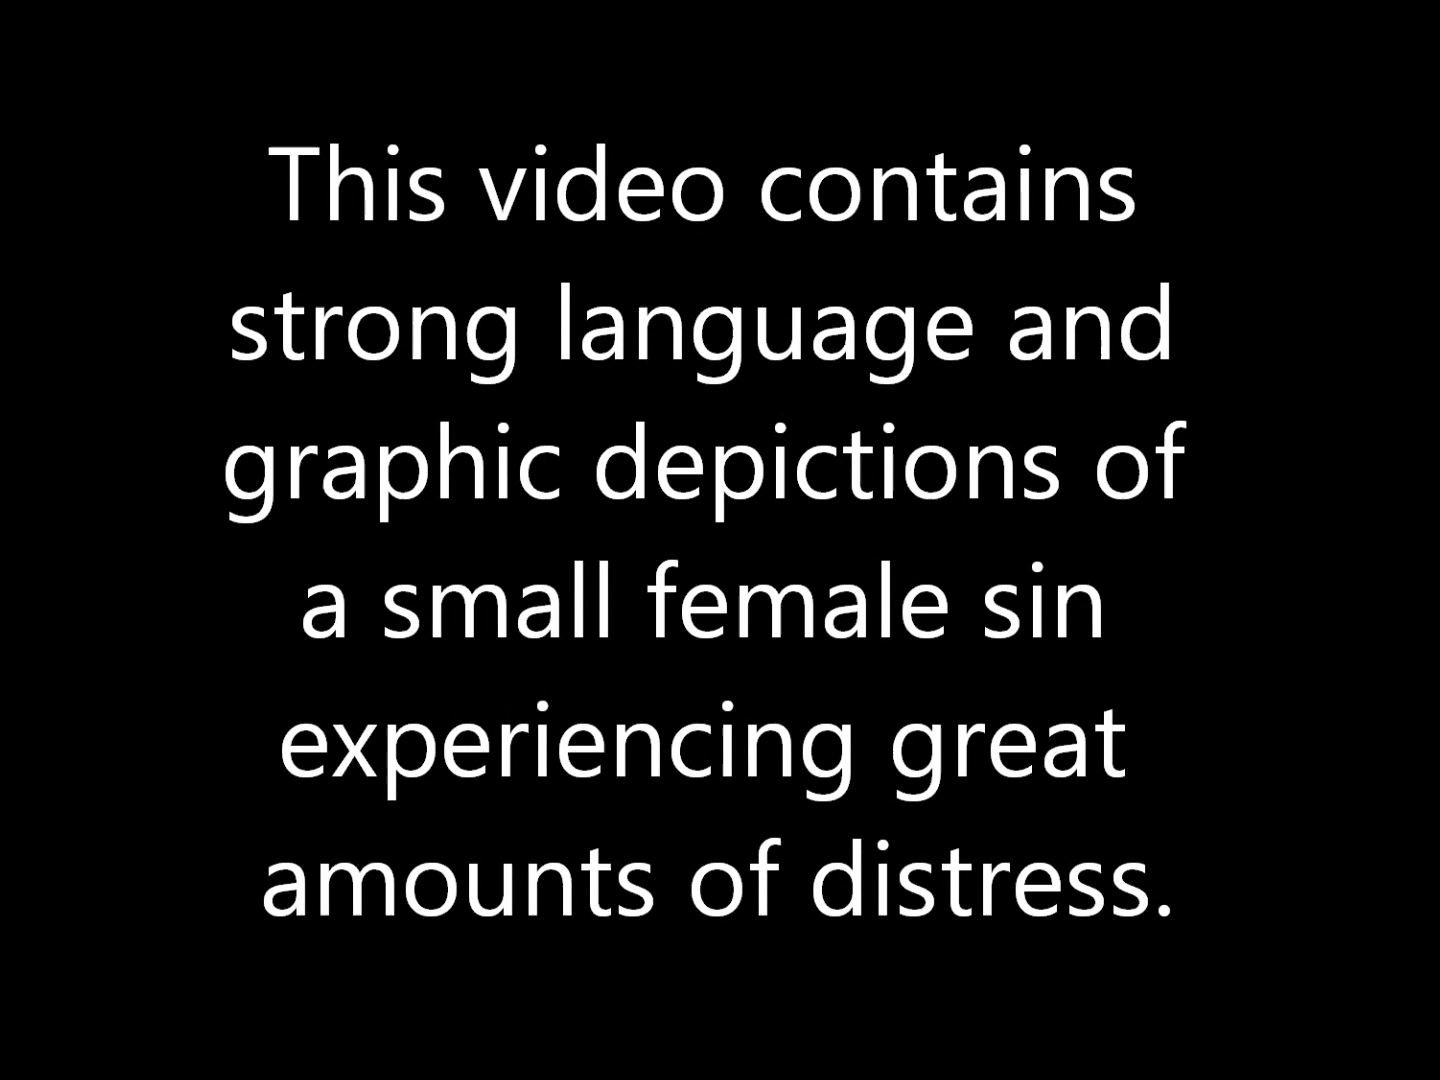 This video contains
strong language and
graphic depictions of
a small female sin
experiencing great
amounts of distress.